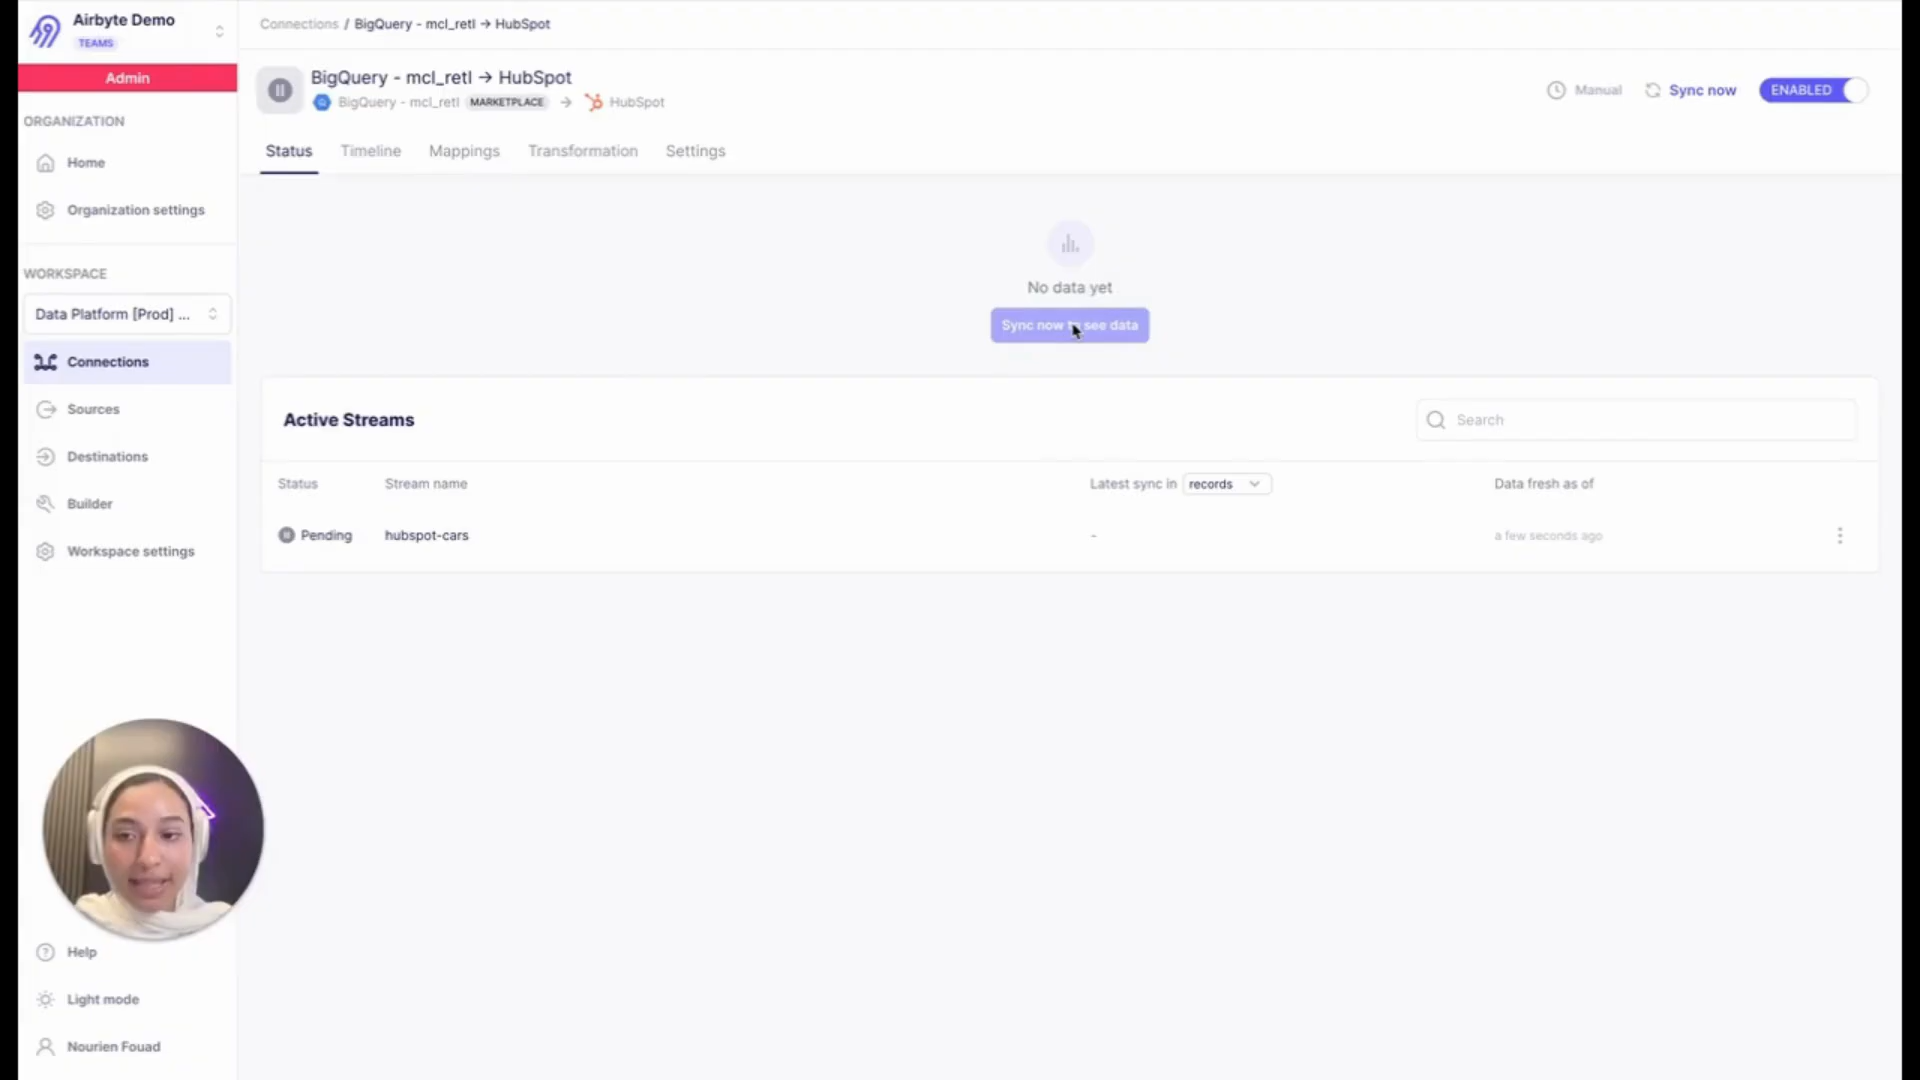 Airbyte Demo
TEAMS
Admin
ORGANIZATION
Home
Organization settings
WORKSPACE
Data Platform [Prod] ...
Connections
Sources
Destinations
Builder
Workspace settings
Help
Light mode
Nourien Fouad
Connections / BigQuery - mcl_retl → HubSpot
BigQuery - mcl_retl → HubSpot
BigQuery - mcl_retl MARKETPLACE → HubSpot
Manual
Sync now
ENABLED
Status Timeline Mappings Transformation Settings
No data yet
Sync now to see data
Active Streams
Search
Status Stream name Latest sync in records Data fresh as of
Pending hubspot-cars - a few seconds ago